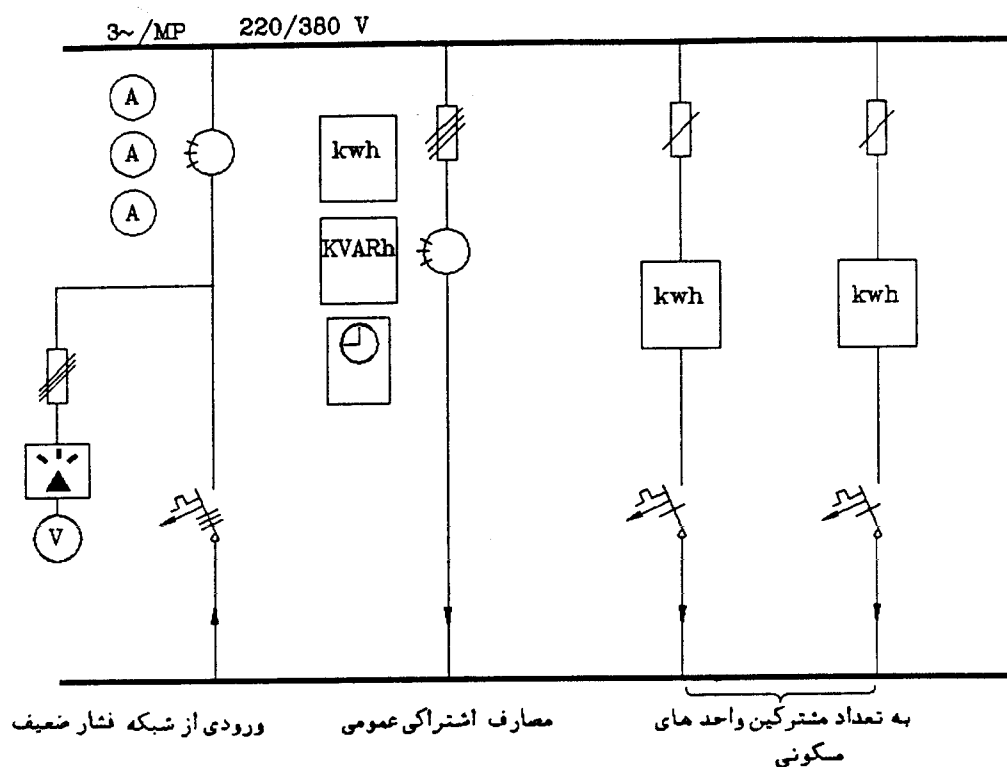 3~/MP 220/380 V
A
A
A
kwh
KVARh
kwh
kwh
V
ورودی از شبکه فشار ضعیف
مصارف اشتراکی عمومی
به تعداد مشترکین واحد های
مسکونی